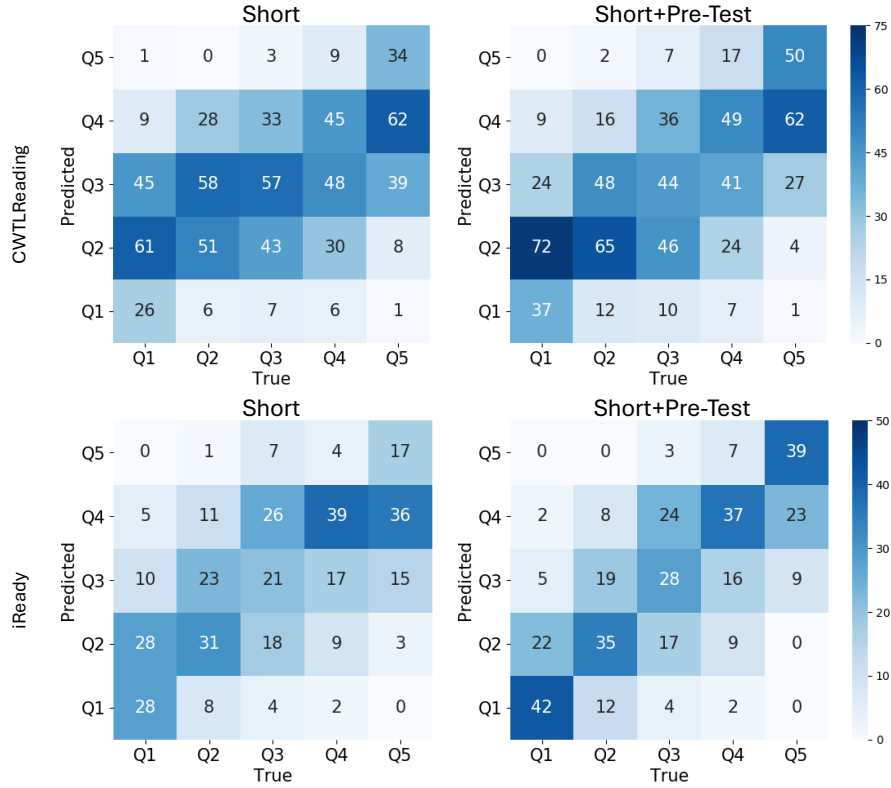 Short
Short+Pre-Test
CWTLReading
Predicted
Q5 1 0 3 9 34
Q4 9 28 33 45 62
Q3 45 58 57 48 39
Q2 61 51 43 30 8
Q1 26 6 7 6 1
Q1 Q2 Q3 Q4 Q5
True
Predicted
Q5 0 2 7 17 50
Q4 9 16 36 49 62
Q3 24 48 44 41 27
Q2 72 65 46 24 4
Q1 37 12 10 7 1
Q1 Q2 Q3 Q4 Q5
True
75
60
45
30
15
0
Short
Short+Pre-Test
iReady
Predicted
Q5 0 1 7 4 17
Q4 5 11 26 39 36
Q3 10 23 21 17 15
Q2 28 31 18 9 3
Q1 28 8 4 2 0
Q1 Q2 Q3 Q4 Q5
True
Predicted
Q5 0 0 3 7 39
Q4 2 8 24 37 23
Q3 5 19 28 16 9
Q2 22 35 17 9 0
Q1 42 12 4 2 0
Q1 Q2 Q3 Q4 Q5
True
50
40
30
20
10
0